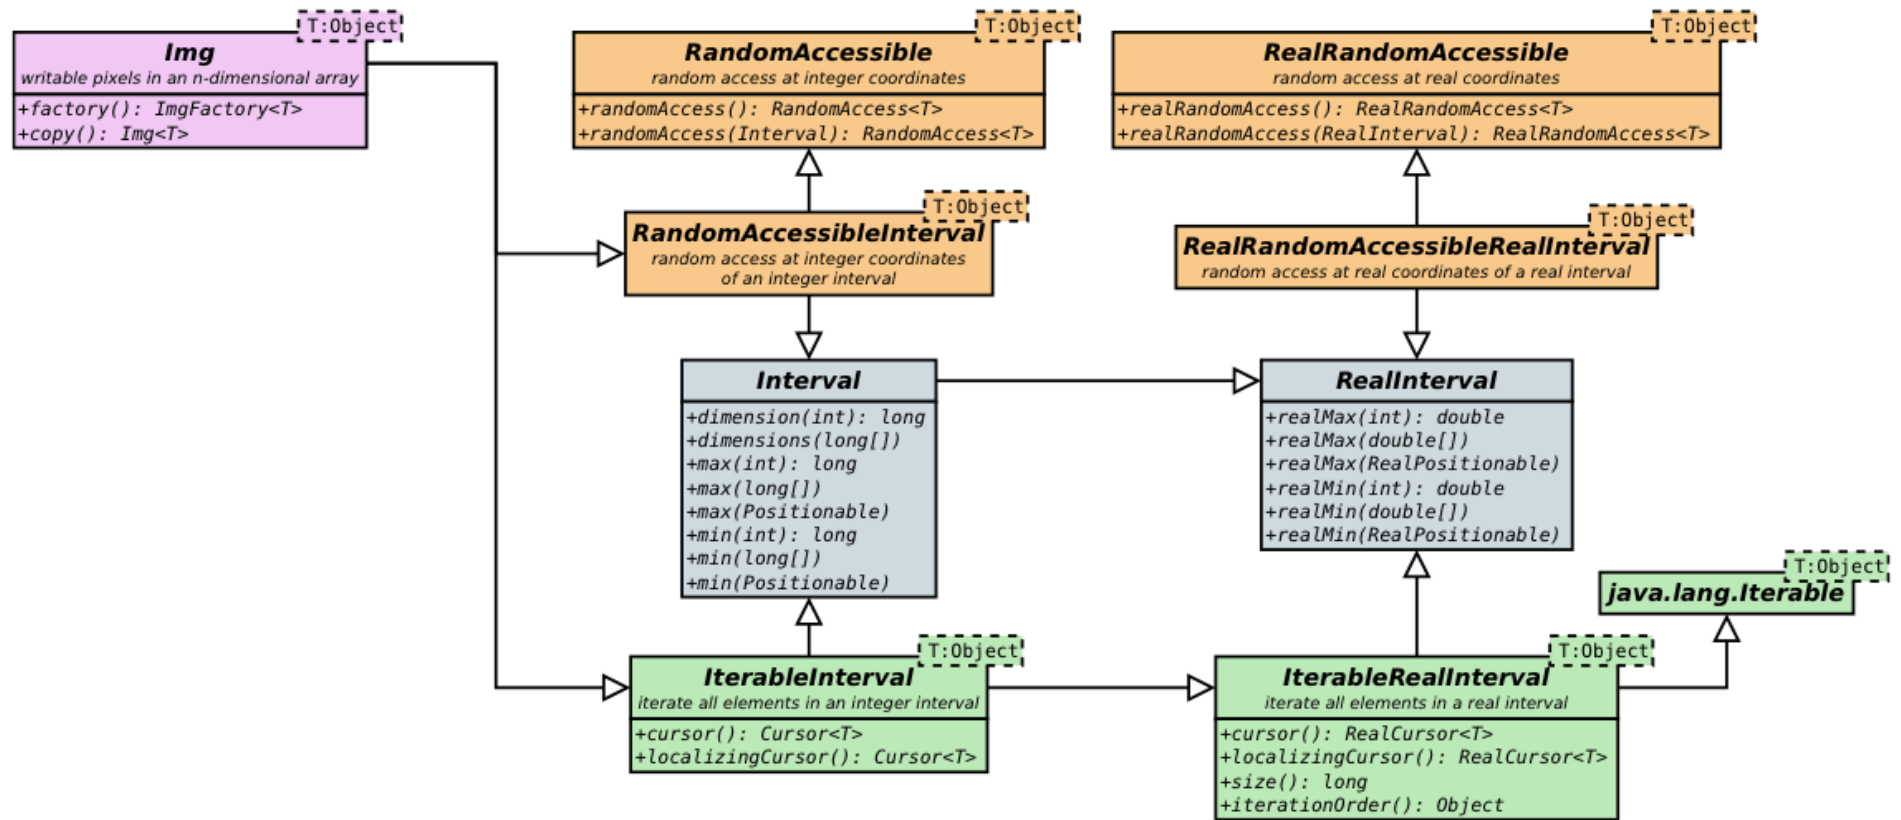 T:Object
Img
writable pixels in an n-dimensional array
+factory(): ImgFactory<T>
+copy(): Img<T>
T:Object
RandomAccessible
random access at integer coordinates
+randomAccess(): RandomAccess<T>
+randomAccess(Interval): RandomAccess<T>
T:Object
RealRandomAccessible
random access at real coordinates
+realRandomAccess(): RealRandomAccess<T>
+realRandomAccess(RealInterval): RealRandomAccess<T>
T:Object
RandomAccessibleInterval
random access at integer coordinates
of an integer interval
T:Object
RealRandomAccessibleRealInterval
random access at real coordinates of a real interval
Interval
+dimension(int): long
+dimensions(long[])
+max(int): long
+max(long[])
+max(Positionable)
+min(int): long
+min(long[])
+min(Positionable)
RealInterval
+realMax(int): double
+realMax(double[])
+realMax(RealPositionable)
+realMin(int): double
+realMin(double[])
+realMin(RealPositionable)
T:Object
java.lang.Iterable
T:Object
IterableInterval
iterate all elements in an integer interval
+cursor(): Cursor<T>
+localizingCursor(): Cursor<T>
T:Object
IterableRealInterval
iterate all elements in a real interval
+cursor(): RealCursor<T>
+localizingCursor(): RealCursor<T>
+size(): long
+iterationOrder(): Object